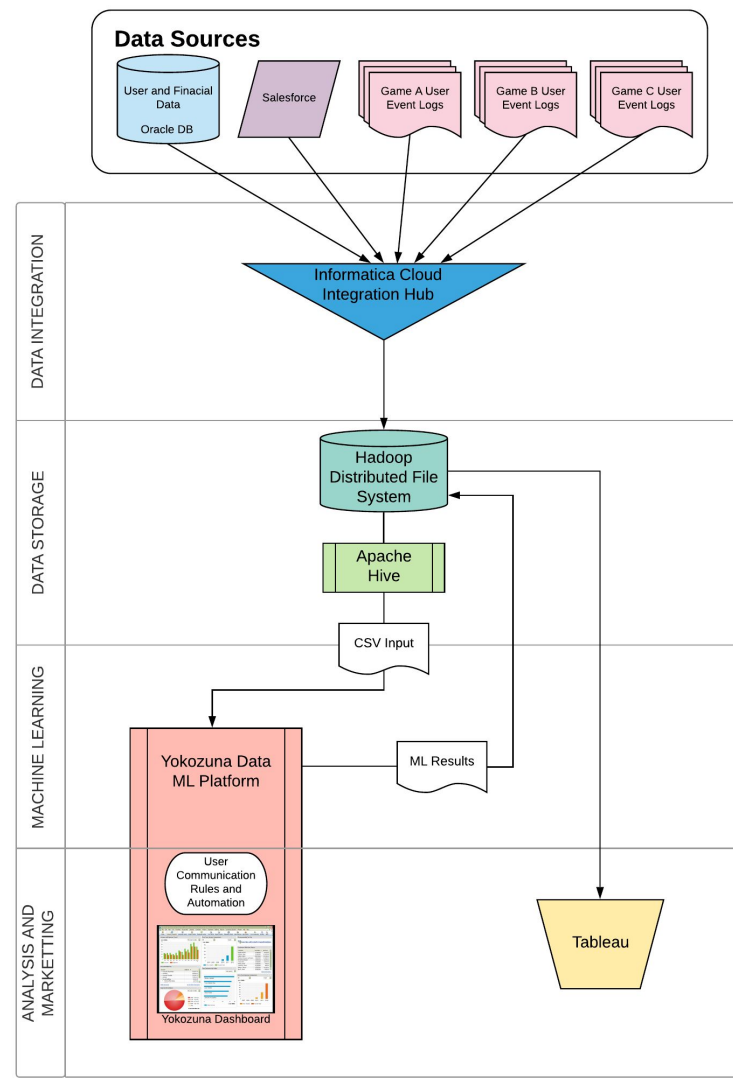 Data Sources
User and Finacial
Data
Oracle DB
Salesforce
Game A User
Event Logs
Game B User
Event Logs
Game C User
Event Logs
DATA INTEGRATION
Informatica Cloud
Integration Hub
DATA STORAGE
Hadoop
Distributed File
System
Apache
Hive
CSV Input
MACHINE LEARNING
Yokozuna Data
ML Platform
ML Results
ANALYSIS AND
MARKETTING
User
Communication
Rules and
Automation
Yokozuna Dashboard
Tableau